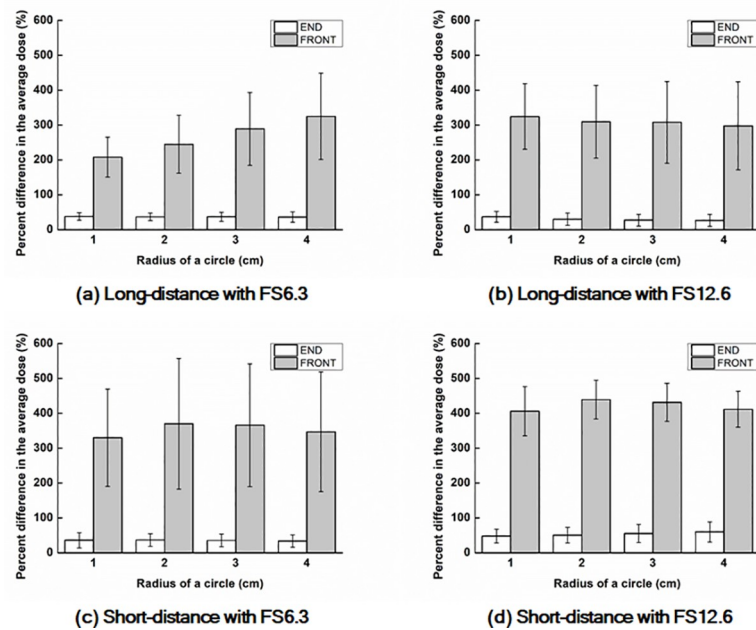 600
500
400
300
200
100
0
Percent difference in the average dose (%)
END
FRONT
1 2 3 4
Radius of a circle (cm)
(a) Long-distance with FS6.3
600
500
400
300
200
100
0
Percent difference in the average dose (%)
END
FRONT
1 2 3 4
Radius of a circle (cm)
(b) Long-distance with FS12.6
600
500
400
300
200
100
0
Percent difference in the average dose (%)
END
FRONT
1 2 3 4
Radius of a circle (cm)
(c) Short-distance with FS6.3
600
500
400
300
200
100
0
Percent difference in the average dose (%)
END
FRONT
1 2 3 4
Radius of a circle (cm)
(d) Short-distance with FS12.6